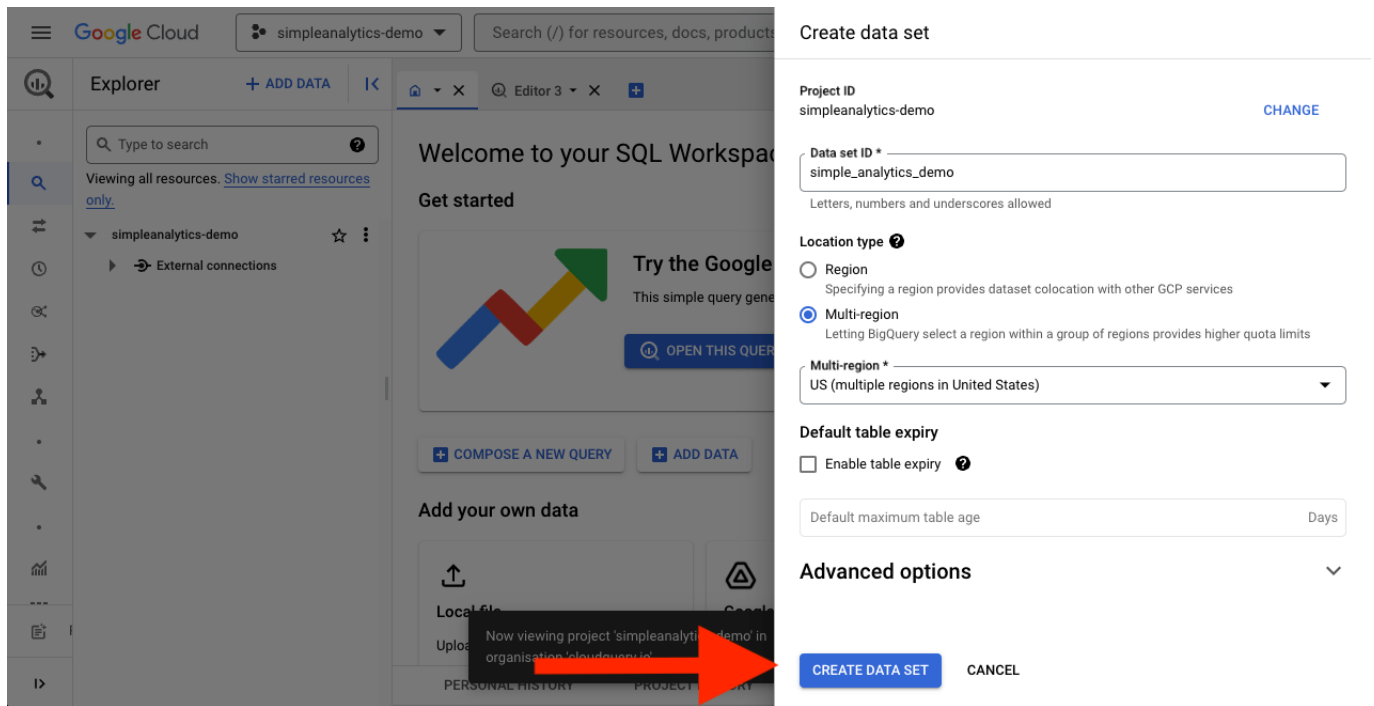 Google Cloud
simpleanalytics-demo
Search (/) for resources, docs, products
Explorer
+ ADD DATA
Editor 3
Type to search
Viewing all resources. Show starred resources
only.
simpleanalytics-demo
External connections
Welcome to your SQL
Get started
Try the Google
This simple query
OPEN THIS
COMPOSE A NEW QUERY
ADD DATA
Add your own data
Local file
Now viewing project 'simpleanalytics-demo' in
organisation 'cloudquery.io'
PERSONAL HISTORY
PROJECT HISTORY
Create data set
Project ID
simpleanalytics-demo
CHANGE
Data set ID *
simple_analytics_demo
Letters, numbers and underscores allowed
Location type
Region
Specifying a region provides dataset colocation with other GCP services
Multi-region
Letting BigQuery select a region within a group of regions provides higher quota limits
Multi-region *
US (multiple regions in United States)
Default table expiry
Enable table expiry
Default maximum table age
Days
Advanced options
CREATE DATA SET
CANCEL